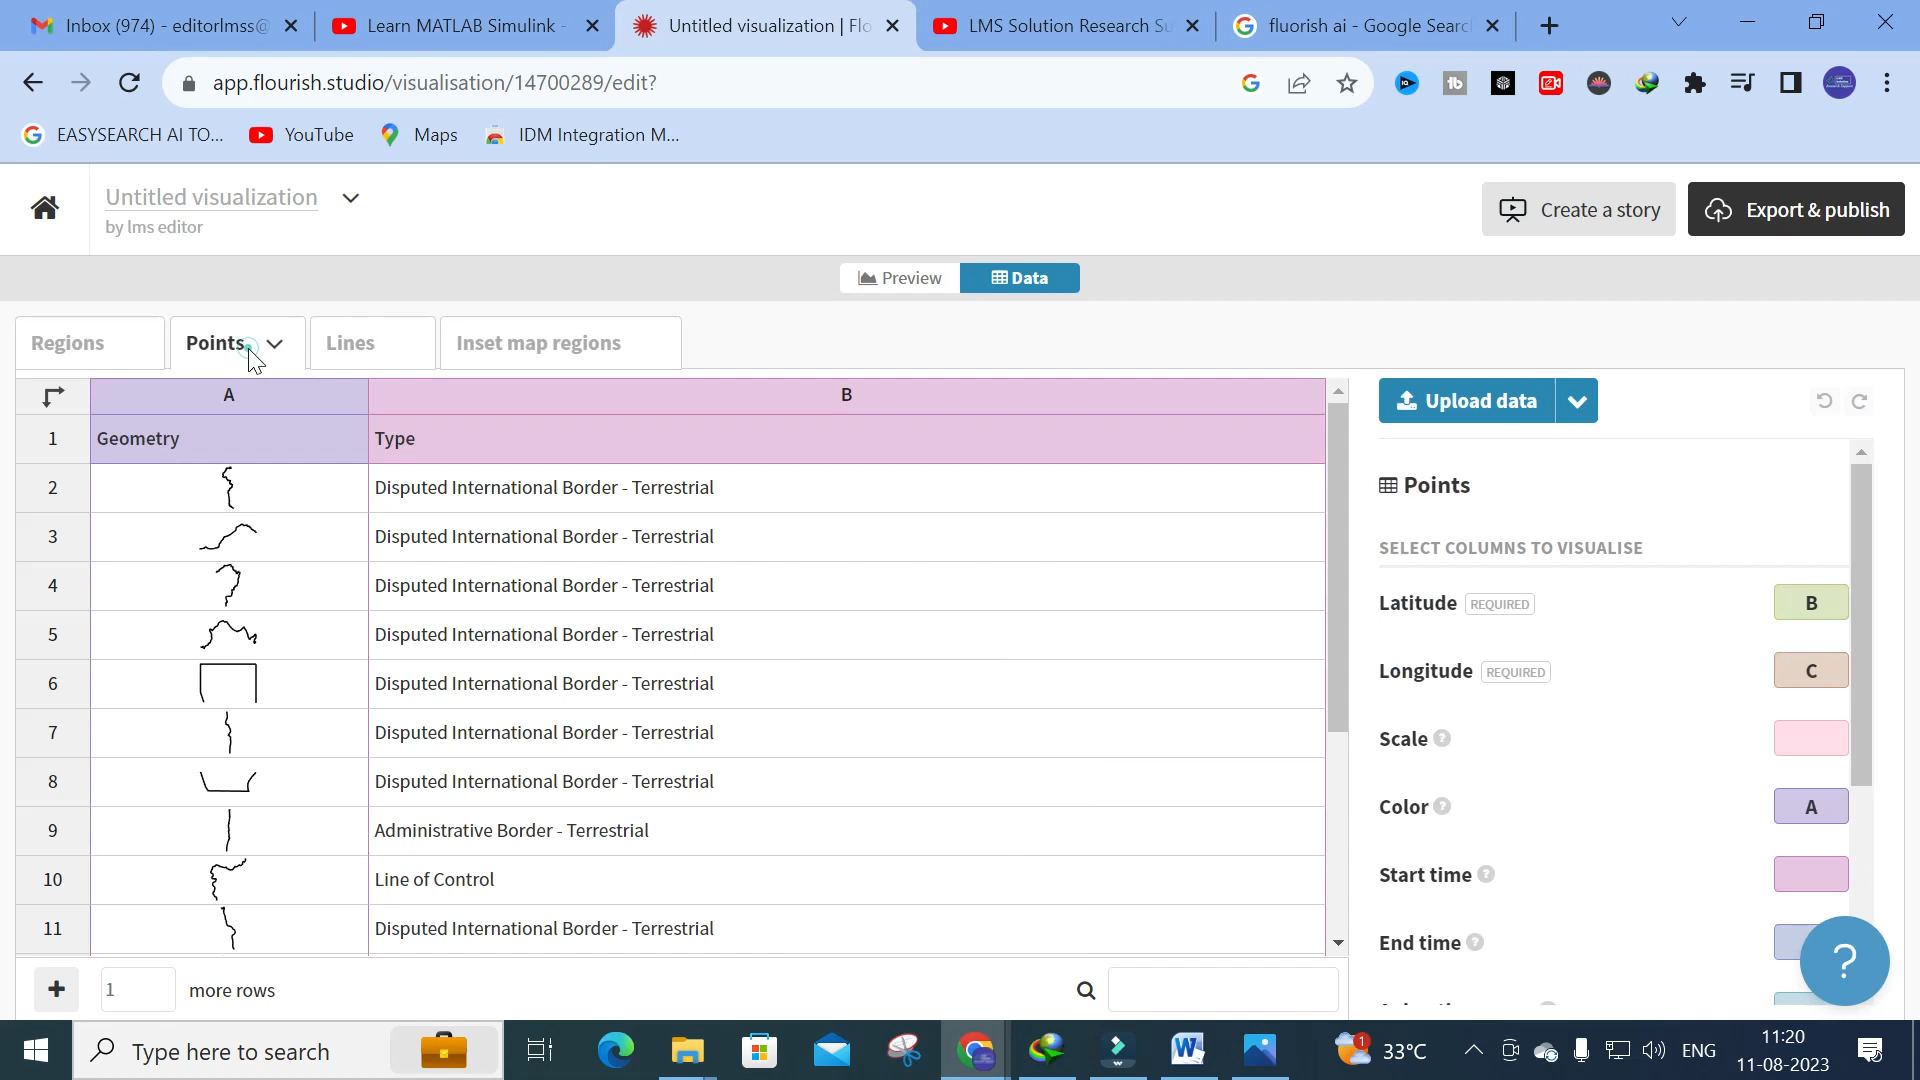 Inbox (974) - editorlmss@
Learn MATLAB Simulink -
Untitled visualization | Flo
LMS Solution Research Su
fluorish ai - Google Searc
app.flourish.studio/visualisation/14700289/edit?
EASYSEARCH AI TO...
YouTube
Maps
IDM Integration M...
Untitled visualization
by lms editor
Create a story
Export & publish
Preview
Data
Regions
Points
Lines
Inset map regions
A
B
Upload data
1
Geometry
Type
2
Disputed International Border - Terrestrial
3
Disputed International Border - Terrestrial
4
Disputed International Border - Terrestrial
5
Disputed International Border - Terrestrial
6
Disputed International Border - Terrestrial
7
Disputed International Border - Terrestrial
8
Disputed International Border - Terrestrial
9
Administrative Border - Terrestrial
10
Line of Control
11
Disputed International Border - Terrestrial
Points
SELECT COLUMNS TO VISUALISE
Latitude REQUIRED
B
Longitude REQUIRED
C
Scale ?
Color ?
A
Start time ?
End time ?
?
1
more rows
Type here to search
1
33°C
ENG
11:20
11-08-2023